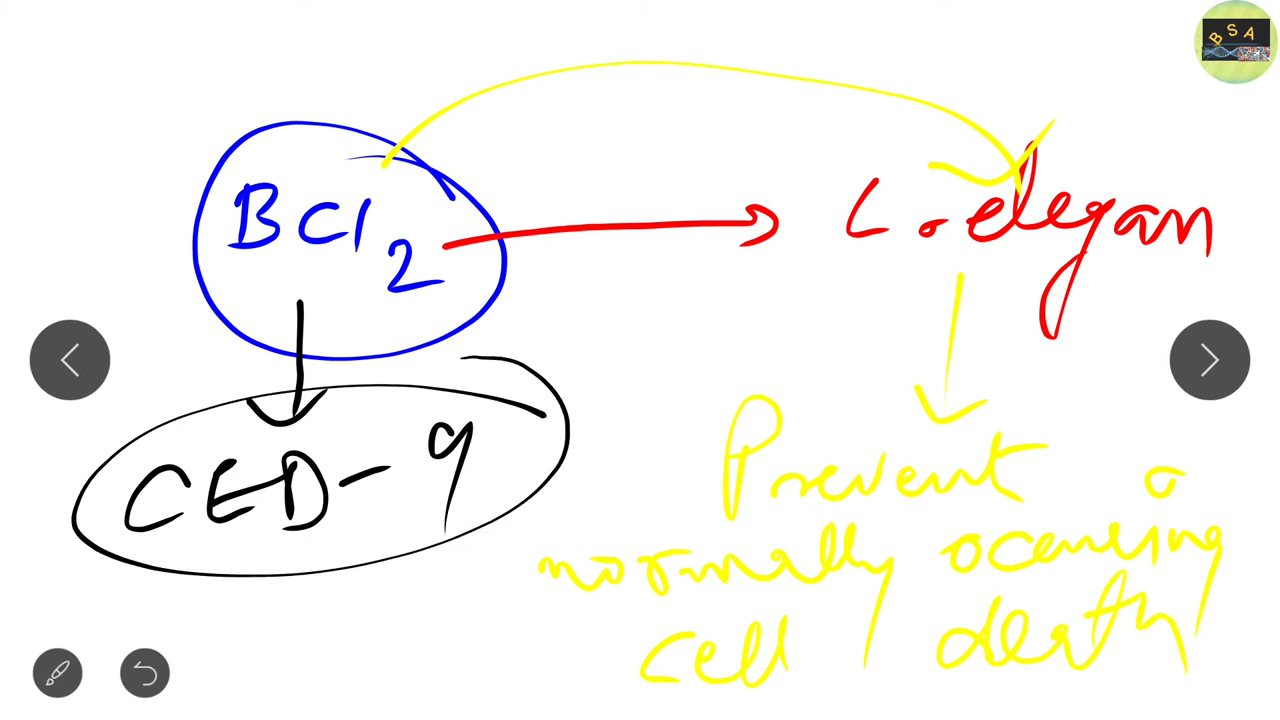 BSA
BCl2
C. elegan
CED-9
Prevent a
normally occuring
cell death